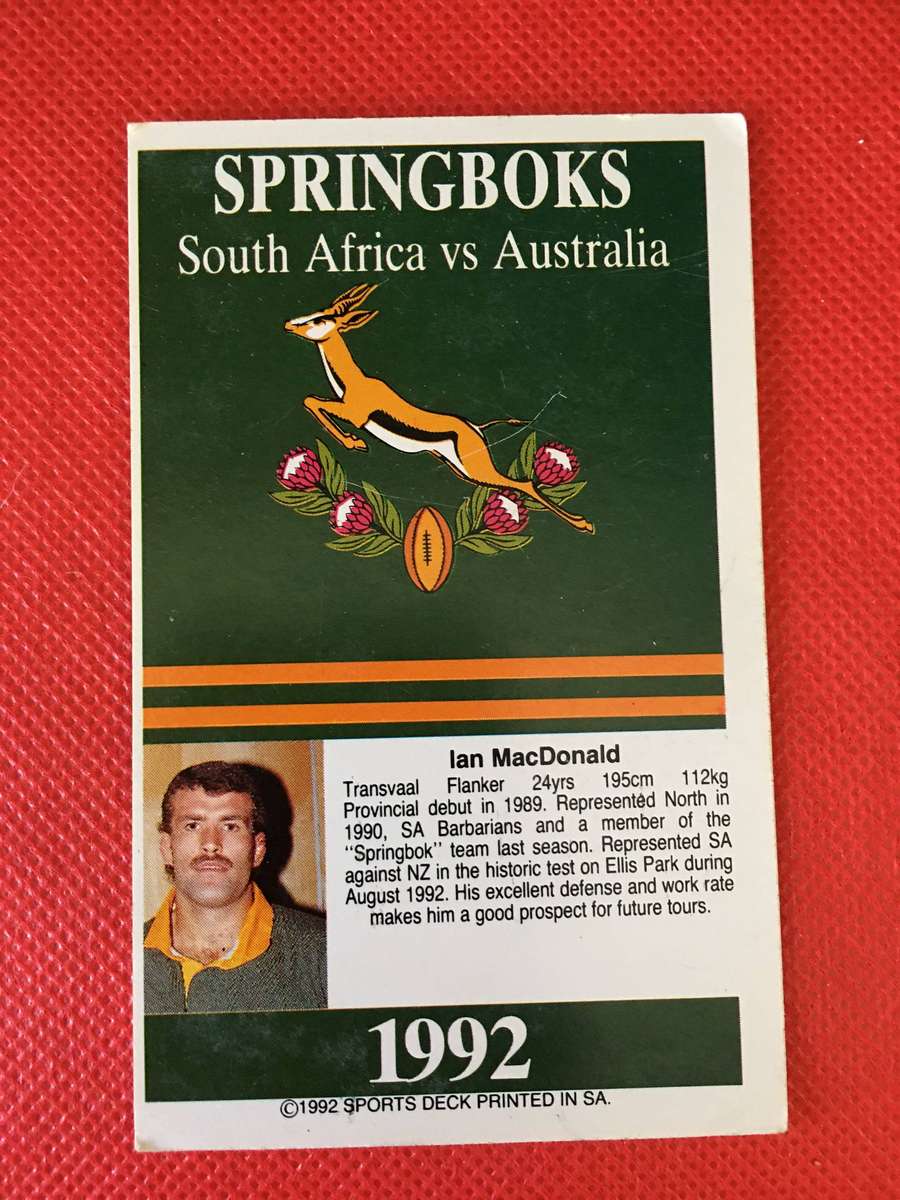 SPRINGBOKS
South Africa vs Australia
Ian MacDonald
Transvaal Flanker 24yrs 195cm 112kg
Provincial debut in 1989. Represented North in
1990, SA Barbarians and a member of the
"Springbok" team last season. Represented SA
against NZ in the historic test on Ellis Park during
August 1992. His excellent defense and work rate
makes him a good prospect for future tours.
1992
©1992 SPORTS DECK PRINTED IN SA.